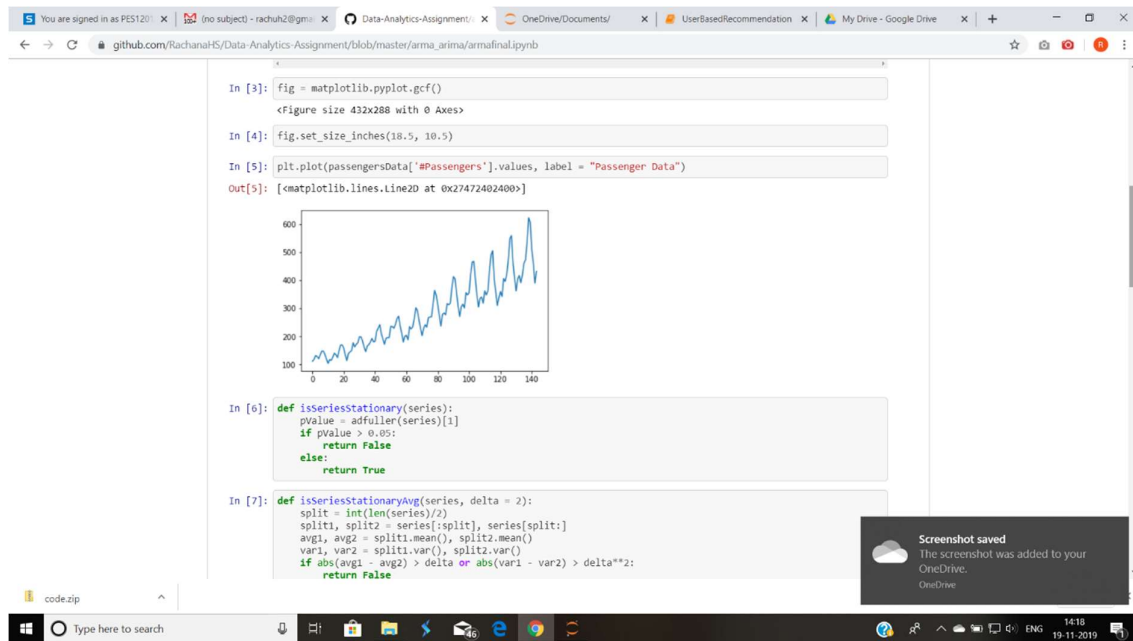 You are signed in as PES120
(no subject) - rachuh2@gma
Data-Analytics-Assignment/
OneDrive/Documents/
UserBasedRecommendation
My Drive - Google Drive
github.com/RachanaHS/Data-Analytics-Assignment/blob/master/arma_arima/armafinal.ipynb
In [3]: fig = matplotlib.pyplot.gcf()
<Figure size 432x288 with 0 Axes>
In [4]: fig.set_size_inches(18.5, 10.5)
In [5]: plt.plot(passengersData['#Passengers'].values, label = "Passenger Data")
Out[5]: [<matplotlib.lines.Line2D at 0x27472402400>]
600
500
400
300
200
100
0 20 40 60 80 100 120 140
In [6]: def isSeriesStationary(series):
pValue = adfuller(series)[1]
if pValue > 0.05:
return False
else:
return True
In [7]: def isSeriesStationaryAvg(series, delta = 2):
split = int(len(series)/2)
split1, split2 = series[:split], series[split:]
avg1, avg2 = split1.mean(), split2.mean()
var1, var2 = split1.var(), split2.var()
if abs(avg1 - avg2) > delta or abs(var1 - var2) > delta**2:
return False
Screenshot saved
The screenshot was added to your
OneDrive.
OneDrive
code.zip
Type here to search
46
ENG
14:18
19-11-2019